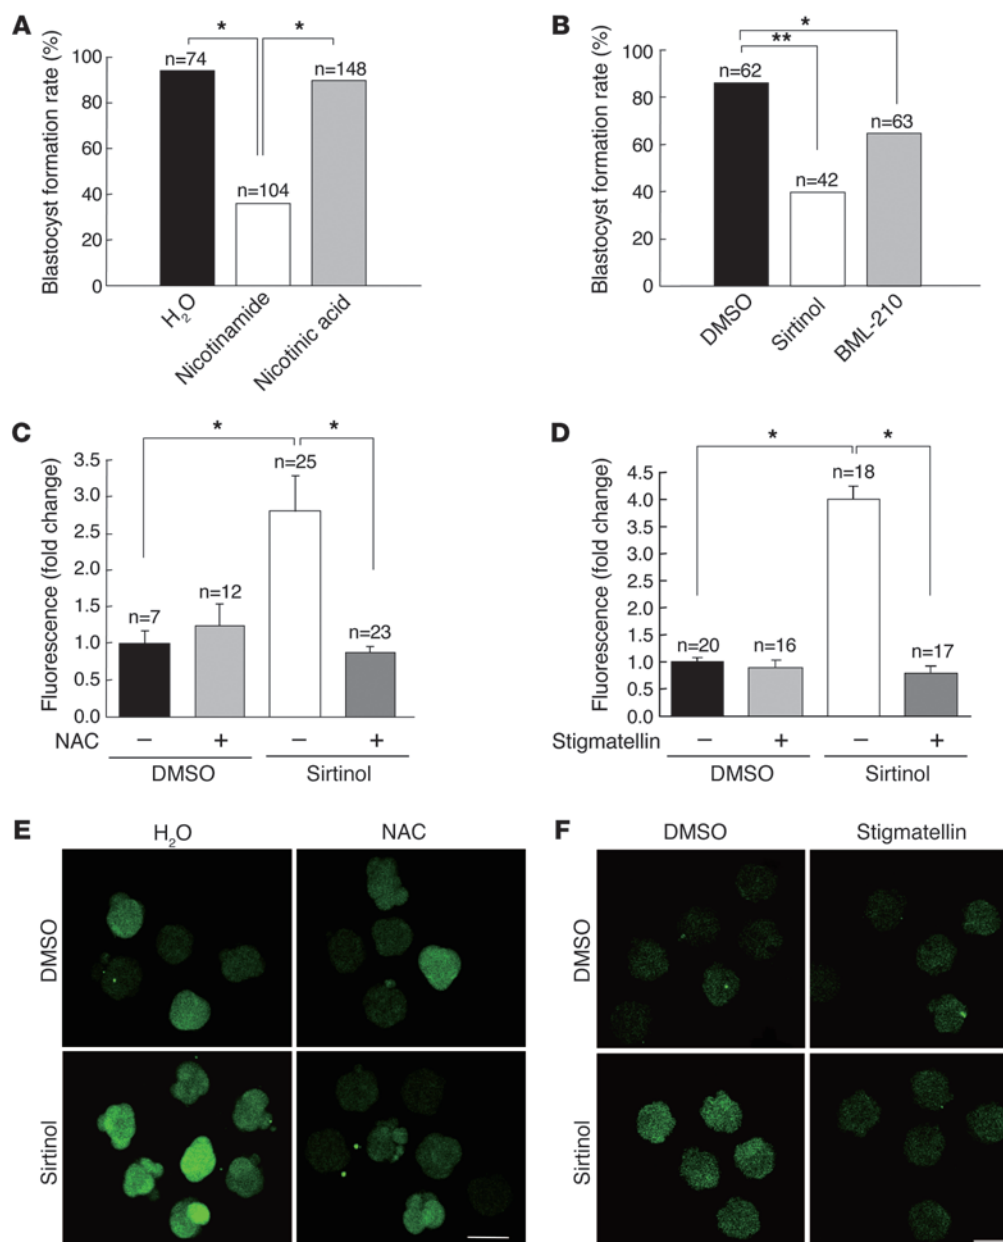 A
Blastocyst formation rate (%)
100
80
60
40
20
0
* *
n=74
n=104
n=148
H₂O
Nicotinamide
Nicotinic acid
B
Blastocyst formation rate (%)
100
80
60
40
20
0
*
**
n=62
n=42
n=63
DMSO
Sirtinol
BML-210
C
Fluorescence (fold change)
3.5
3.0
2.5
2.0
1.5
1.0
0.5
0.0
* *
n=7
n=12
n=25
n=23
NAC − + − +
DMSO Sirtinol
D
Fluorescence (fold change)
4.5
4.0
3.5
4.0
3.5
3.0
1.5
1.0
0.5
0.0
* *
n=20
n=16
n=18
n=17
Stigmatellin − + − +
DMSO Sirtinol
E
H₂O NAC
DMSO
Sirtinol
F
DMSO Stigmatellin
DMSO
Sirtinol